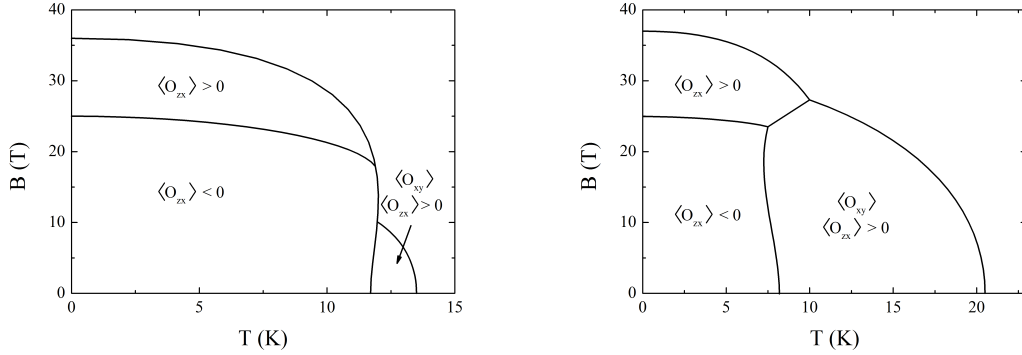 40
30
20
10
0
B (T)
⟨O_zx⟩ > 0
⟨O_zx⟩ < 0
⟨O_xy⟩
⟨O_zx⟩ > 0
0 5 10 15
T (K)
40
30
20
10
0
B (T)
⟨O_zx⟩ > 0
⟨O_zx⟩ < 0
⟨O_xy⟩
⟨O_zx⟩ > 0
0 5 10 15 20
T (K)